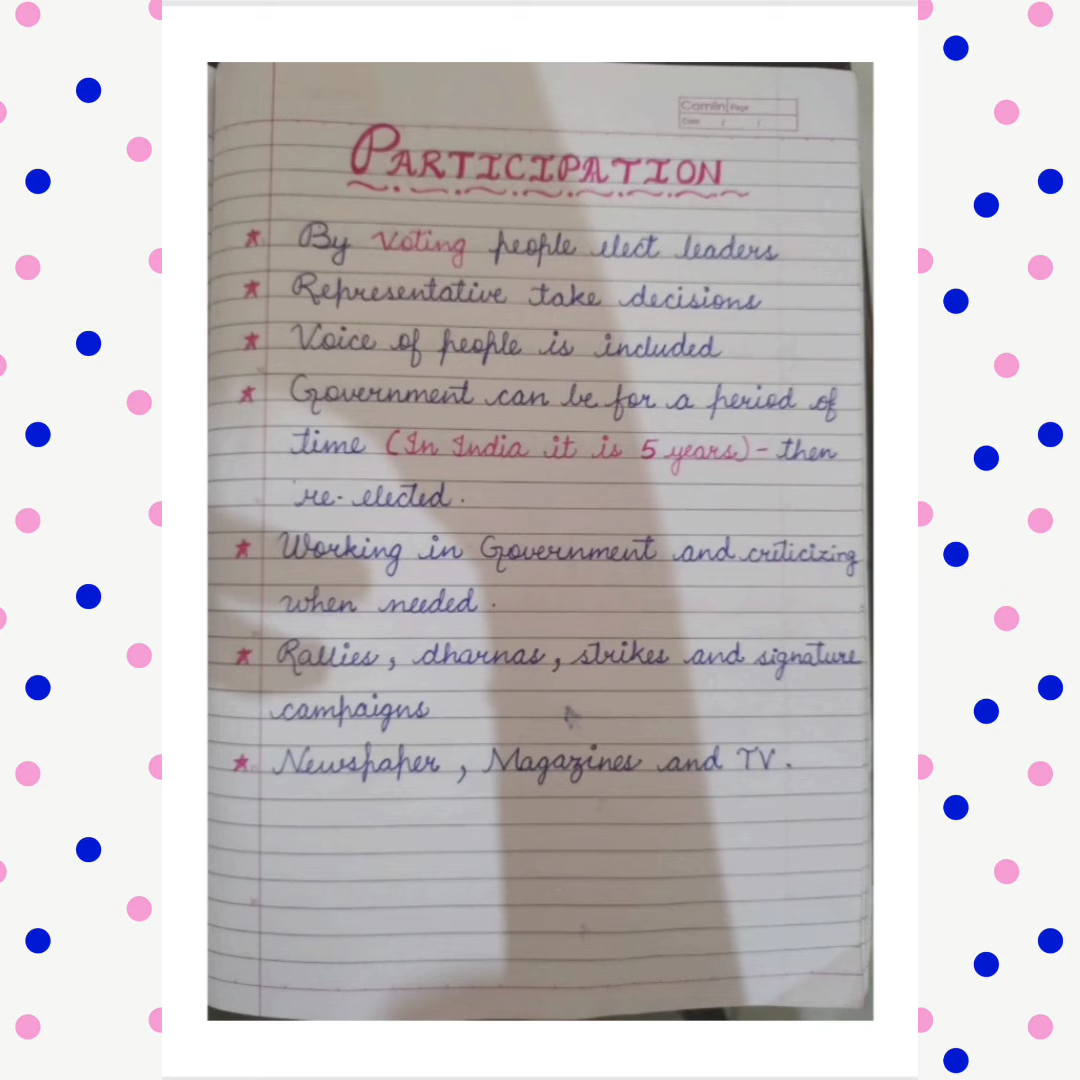 Camlin Page
Date / /
PARTICIPATION
★ By Voting people elect leaders
★ Representative take decisions
★ Voice of people is included
★ Government can be for a period of
time (In India it is 5 years) - then
re-elected.
★ Working in Government and criticizing
when needed.
★ Rallies, dharnas, strikes and signature
campaigns
★ Newspaper, Magazines and TV.